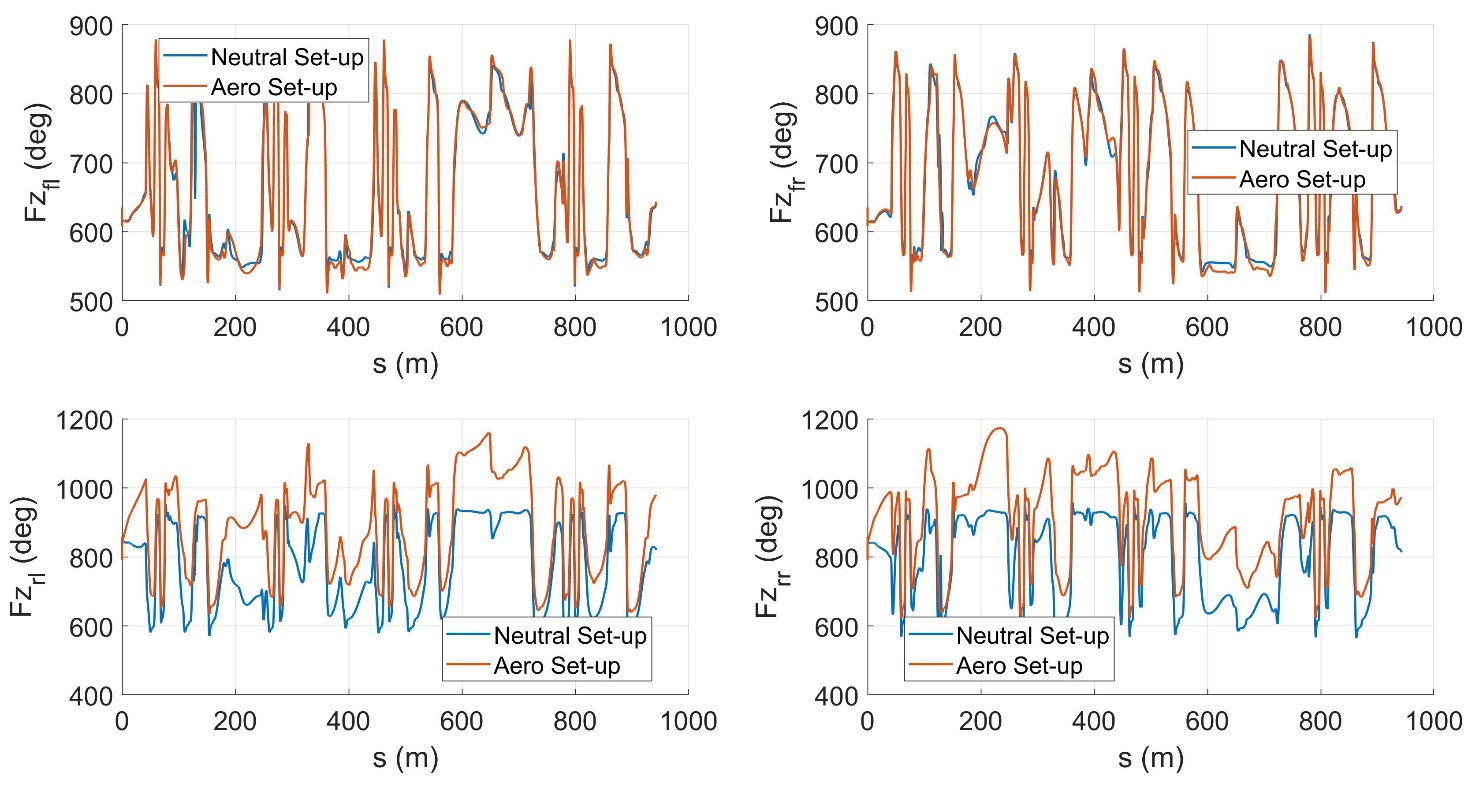 900
800
700
600
500
Fz_fl (deg)
Neutral Set-up
Aero Set-up
0 200 400 600 800 1000
s (m)
900
800
700
600
500
Fz_fr (deg)
Neutral Set-up
Aero Set-up
0 200 400 600 800 1000
s (m)
1200
1000
800
600
400
Fz_rl (deg)
Neutral Set-up
Aero Set-up
0 200 400 600 800 1000
s (m)
1200
1000
800
600
400
Fz_rr (deg)
Neutral Set-up
Aero Set-up
0 200 400 600 800 1000
s (m)